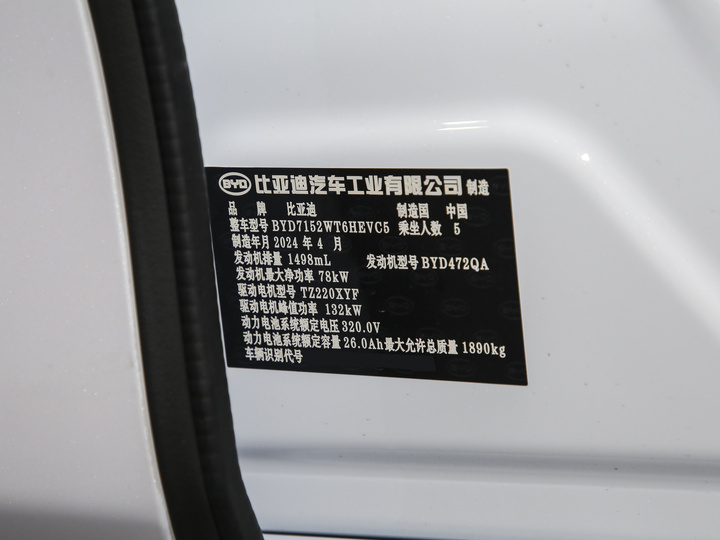 BYD 比亚迪汽车工业有限公司 制造
品 牌 比亚迪 制造国 中国
整车型号 BYD7152WT6HEVC5 乘坐人数 5
制造年月 2024 年 4 月
发动机排量 1498mL 发动机型号 BYD472QA
发动机最大净功率 78kW
驱动电机型号 TZ220XYF
驱动电机峰值功率 132kW
动力电池系统额定电压 320.0V
动力电池系统额定容量 26.0Ah 最大允许总质量 1890kg
车辆识别代号